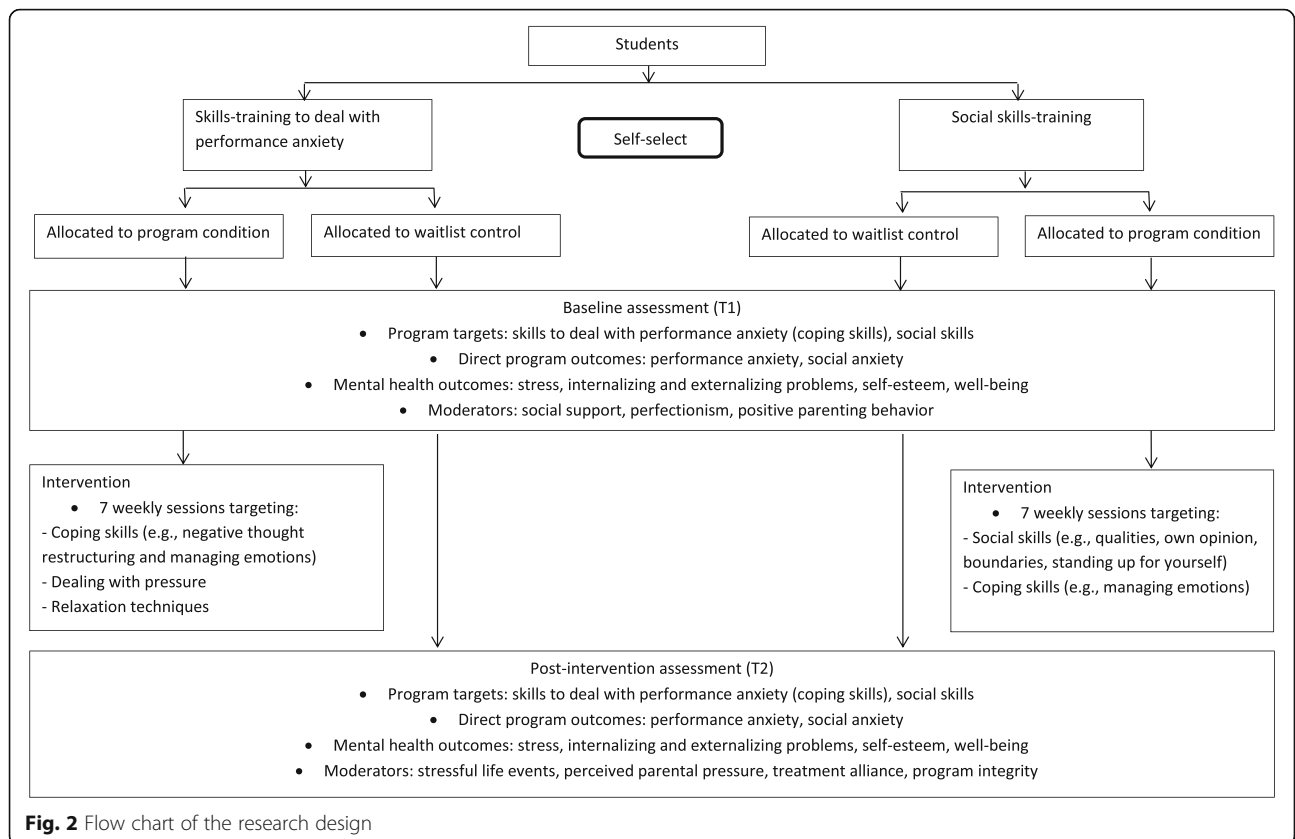 Students
Skills-training to deal with
performance anxiety
Self-select
Social skills-training
Allocated to program condition
Allocated to waitlist control
Allocated to waitlist control
Allocated to program condition
Baseline assessment (T1)
• Program targets: skills to deal with performance anxiety (coping skills), social skills
• Direct program outcomes: performance anxiety, social anxiety
• Mental health outcomes: stress, internalizing and externalizing problems, self-esteem, well-being
• Moderators: social support, perfectionism, positive parenting behavior
Intervention
• 7 weekly sessions targeting:
- Coping skills (e.g., negative thought
restructuring and managing emotions)
- Dealing with pressure
- Relaxation techniques
Intervention
• 7 weekly sessions targeting:
- Social skills (e.g., qualities, own opinion,
boundaries, standing up for yourself)
- Coping skills (e.g., managing emotions)
Post-intervention assessment (T2)
• Program targets: skills to deal with performance anxiety (coping skills), social skills
• Direct program outcomes: performance anxiety, social anxiety
• Mental health outcomes: stress, internalizing and externalizing problems, self-esteem, well-being
• Moderators: stressful life events, perceived parental pressure, treatment alliance, program integrity
Fig. 2 Flow chart of the research design